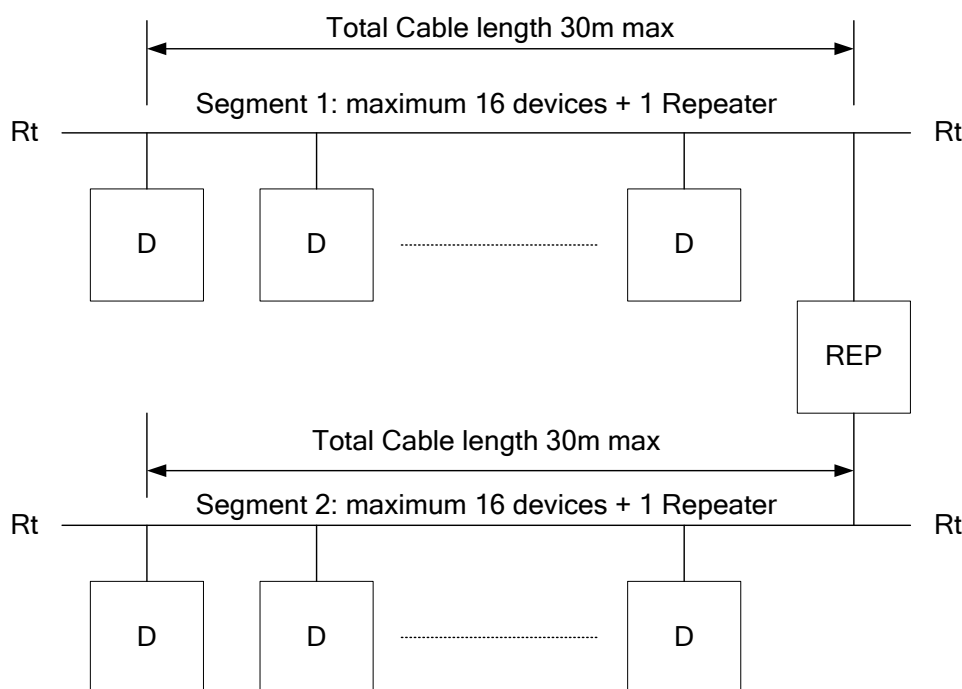 Total Cable length 30m max
Segment 1: maximum 16 devices + 1 Repeater
Rt Rt
D D D
REP
Total Cable length 30m max
Segment 2: maximum 16 devices + 1 Repeater
Rt Rt
D D D